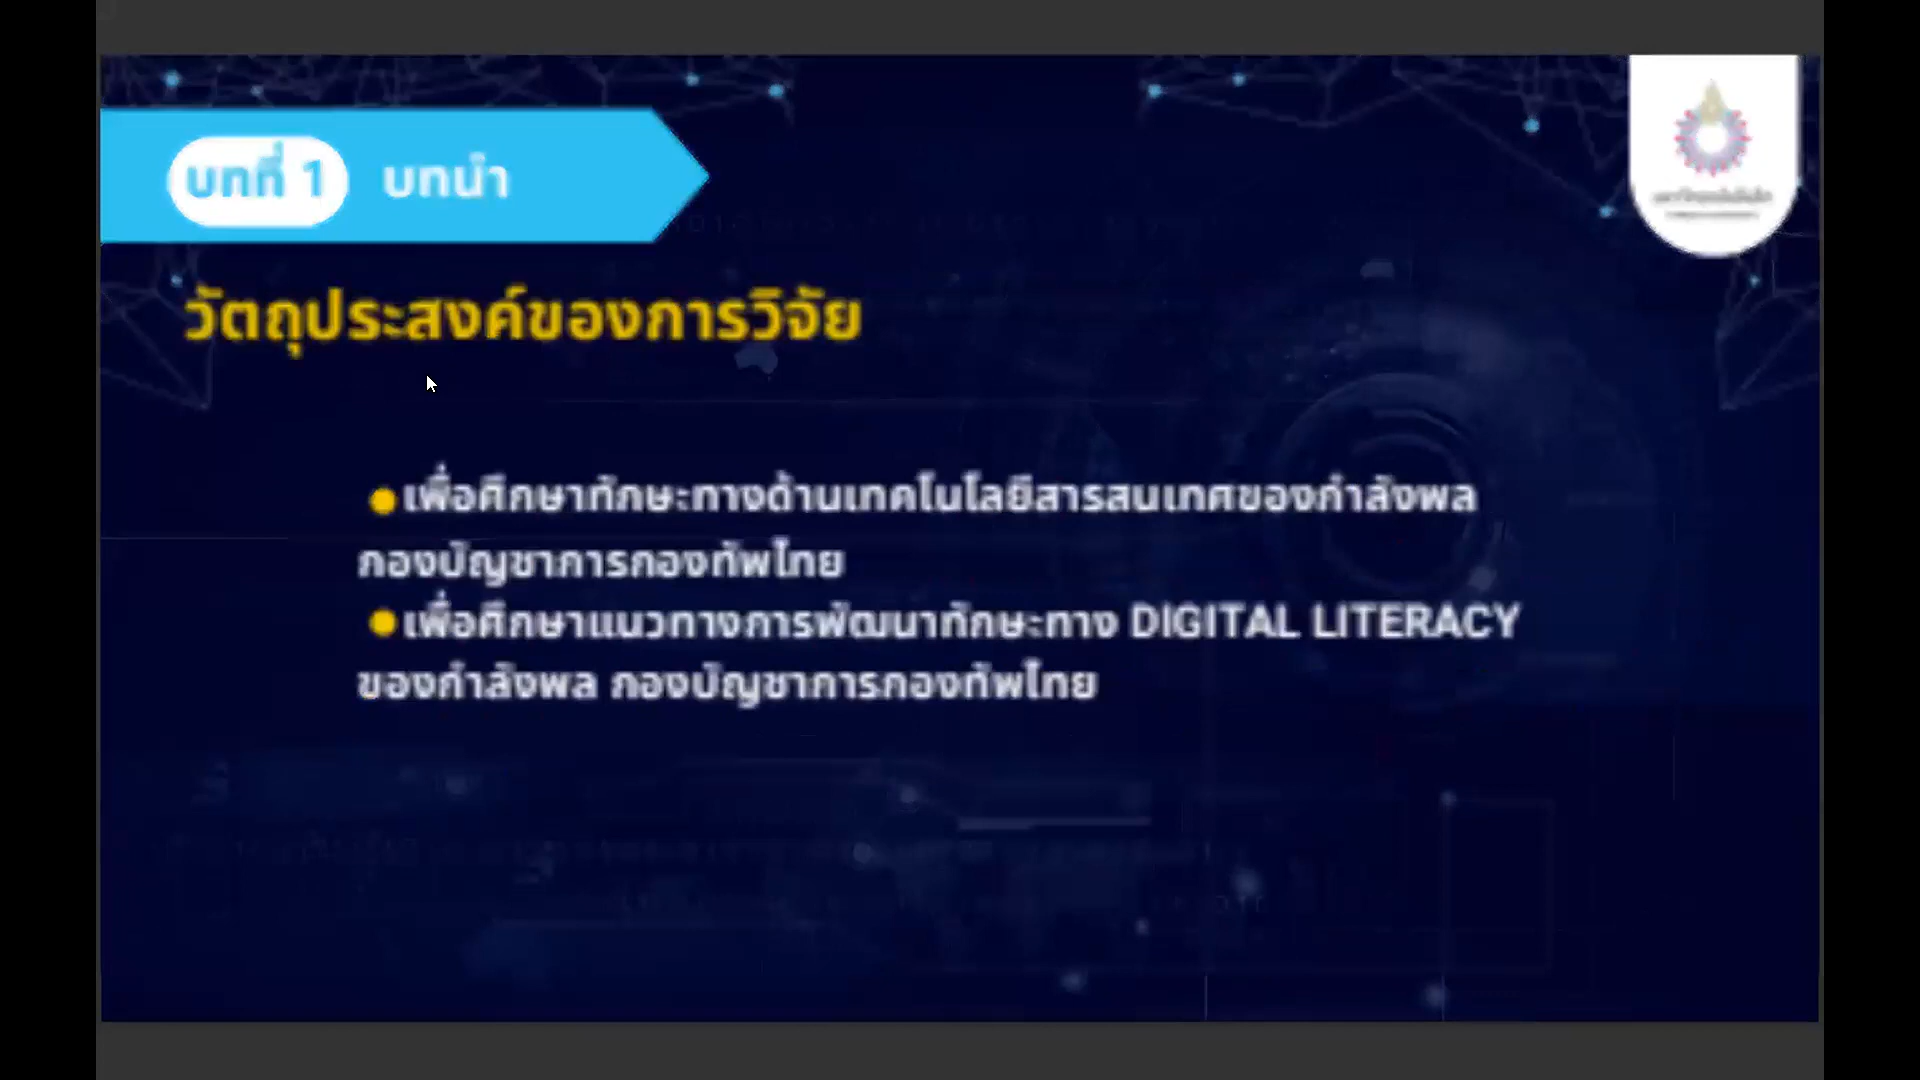 บทที่ 1 บทนำ
วัตถุประสงค์ของการวิจัย
เพื่อศึกษาทักษะทางด้านเทคโนโลยีสารสนเทศของกำลังพล
กองบัญชาการกองทัพไทย
เพื่อศึกษาแนวทางการพัฒนาทักษะทาง DIGITAL LITERACY
ของกำลังพล กองบัญชาการกองทัพไทย